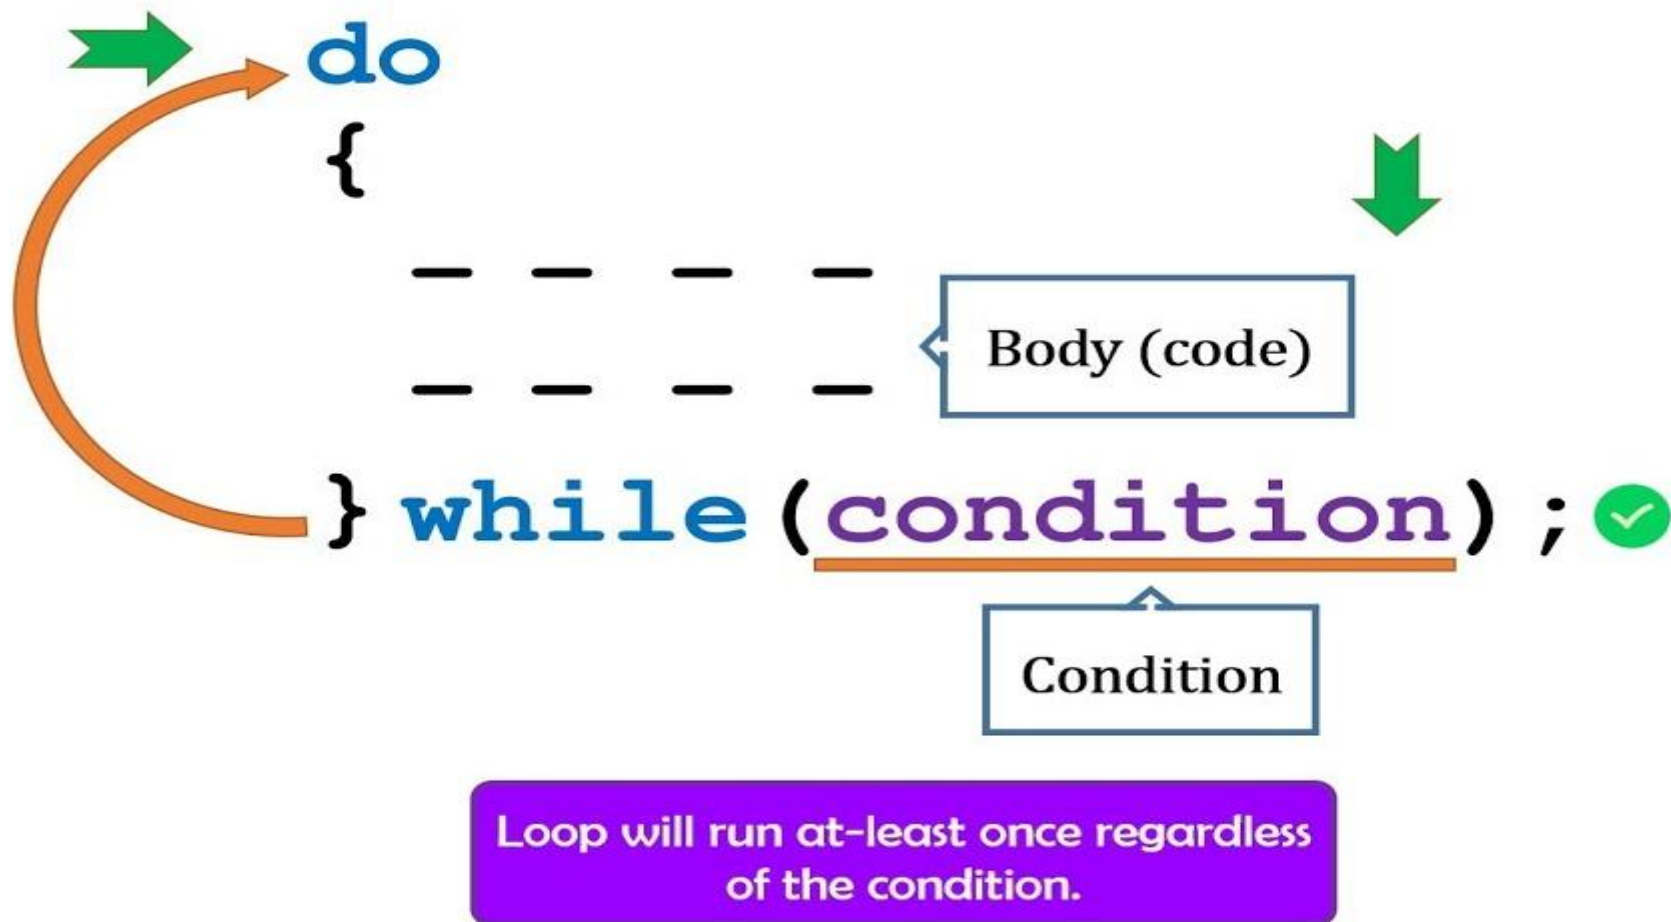 do
{
– – – –
Body (code)
– – – –
} while(condition);
Condition
Loop will run at-least once regardless
of the condition.